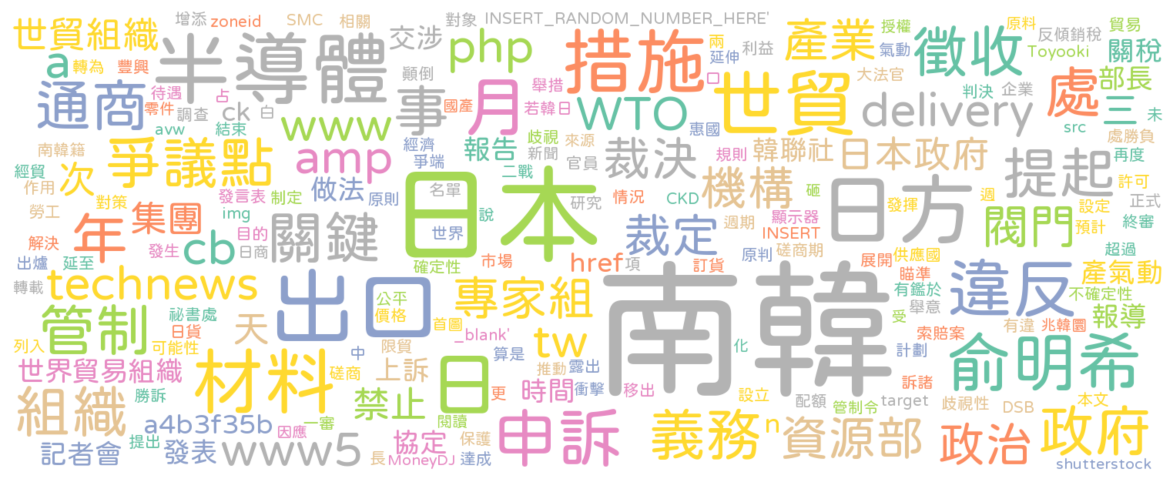 增添 zoneid SMC 相關 對象 INSERT_RANDOM_NUMBER_HERE'
世貿組織 半導體 交涉 php 措施 兩 延伸 利益 產業 授權 氣動 徵收 原料 反傾銷稅 貿易
Toyooki 關稅
a 轉為 豐興 顛倒 口 大法官
通商 待遇 占 舉措 事 月 WTO 世貿 delivery 判決 企業 處 部長 三
零件 調查 ck 白 國產 若韓日 惠國 src 未
avw 結束 www 處勝負
南韓籍 爭議點 amp 經濟 報告 歧視 來源 裁決 規則 韓聯社 日本政府 提起 再度
經貿 次 爭端 新聞 官員 二戰
作用 發言表 制定 做法 原則 名單 研究 情況 機構 砸 週 發揮 許可
勞工 對策 集團 關鍵 日本 CKD 週期 顯示器 日方 閥門 設定 正式
年 img 說 世界 裁定 INSERT 預計 終審
解決 發生 目的 日商 cb 磋商期 原判 供應國 超過
出爐 延至 確定性 市場 href 項 訂貨 展開 瞄準 產氣動
轉載 technews 出口 公平 專家組 南韓 有鑑於 違反 不確定性
祕書處 天 價格 首圖 舉意 報導
管制 日貨 _blank' tw 化 受 索賠案 有違 兆韓圜
列入 可能性 中 限貿 算是 露出 計劃 俞明希
世界貿易組織 材料 磋商 上訴 日 更 推動 衝擊 訴諸
勝訴 時間 移出 設立 配額 管制令 target 歧視性 DSB 本文
組織 a4b3f35b 禁止 閱讀 申訴 義務 n 資源部 政治 政府
提出 因應 一審 協定 保護
記者會 發表 www5 長 MoneyDJ 達成 shutterstock